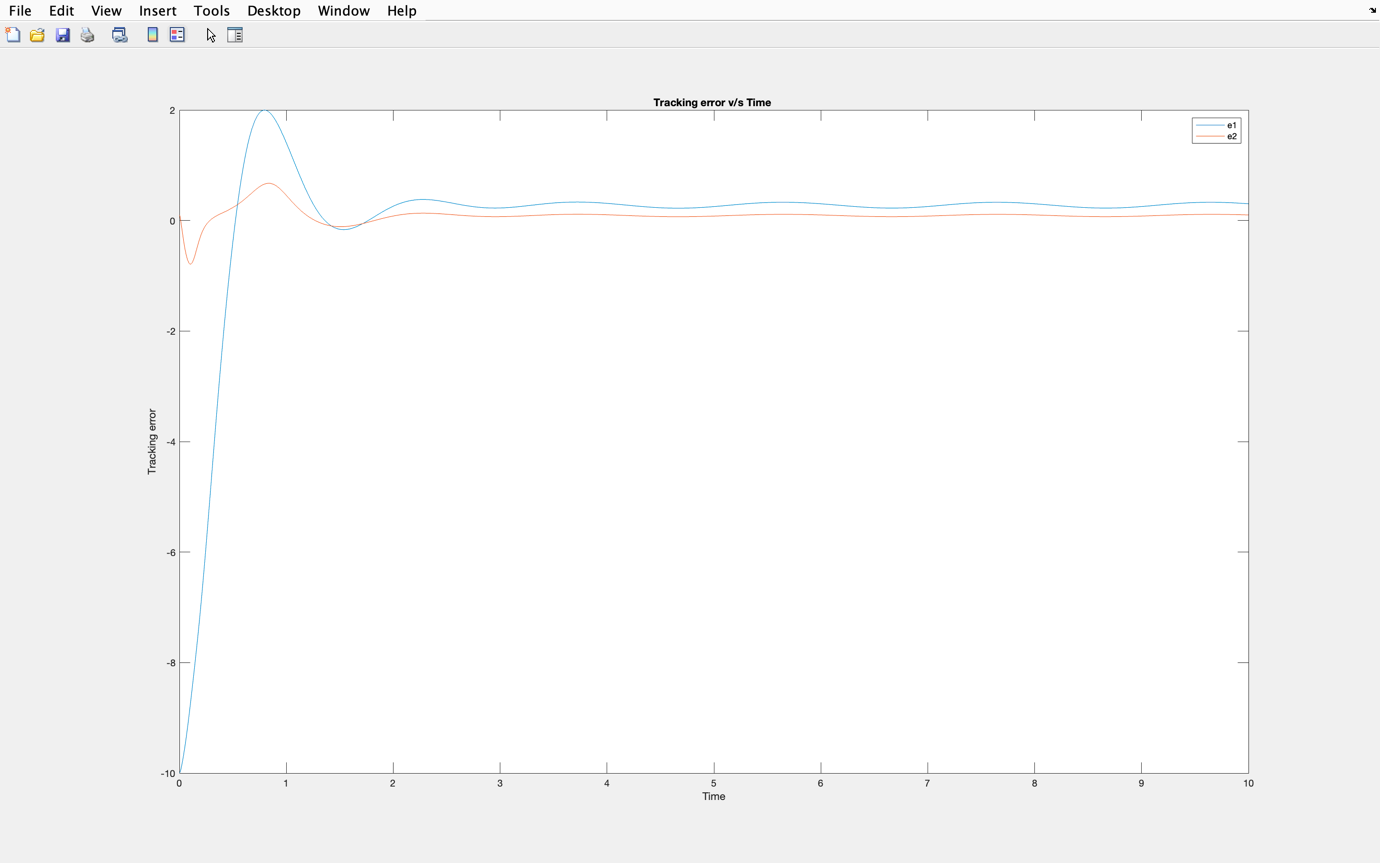 File Edit View Insert Tools Desktop Window Help
Tracking error v/s Time
e1
e2
2
0
-2
-4
-6
-8
-10
Tracking error
0 1 2 3 4 5 6 7 8 9 10
Time